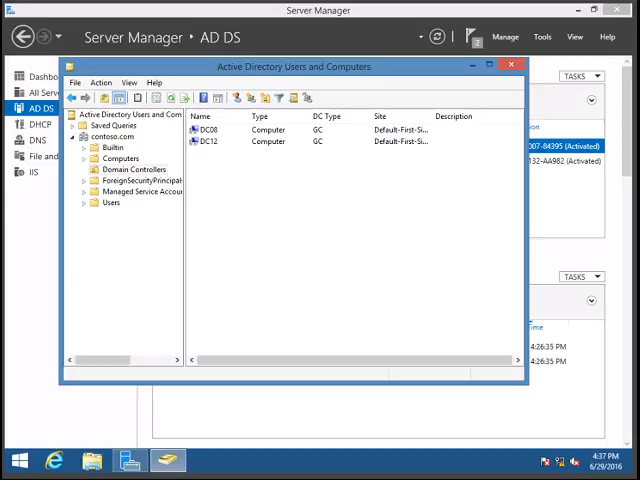 Server Manager
Server Manager • AD DS
2
Manage
Tools
View
Help
Dashbo
All Serve
AD DS
DHCP
DNS
File and
IIS
TASKS
007-84395 (Activated)
132-AA982 (Activated)
TASKS
4:26:35 PM
4:26:35 PM
Active Directory Users and Computers
File
Action
View
Help
Active Directory Users and Com
Saved Queries
contoso.com
Builtin
Computers
Domain Controllers
ForeignSecurityPrincipal
Managed Service Accou
Users
Name
Type
DC Type
Site
Description
DC08
Computer
GC
Default-First-Si...
DC12
Computer
GC
Default-First-Si...
4:37 PM
6/29/2016